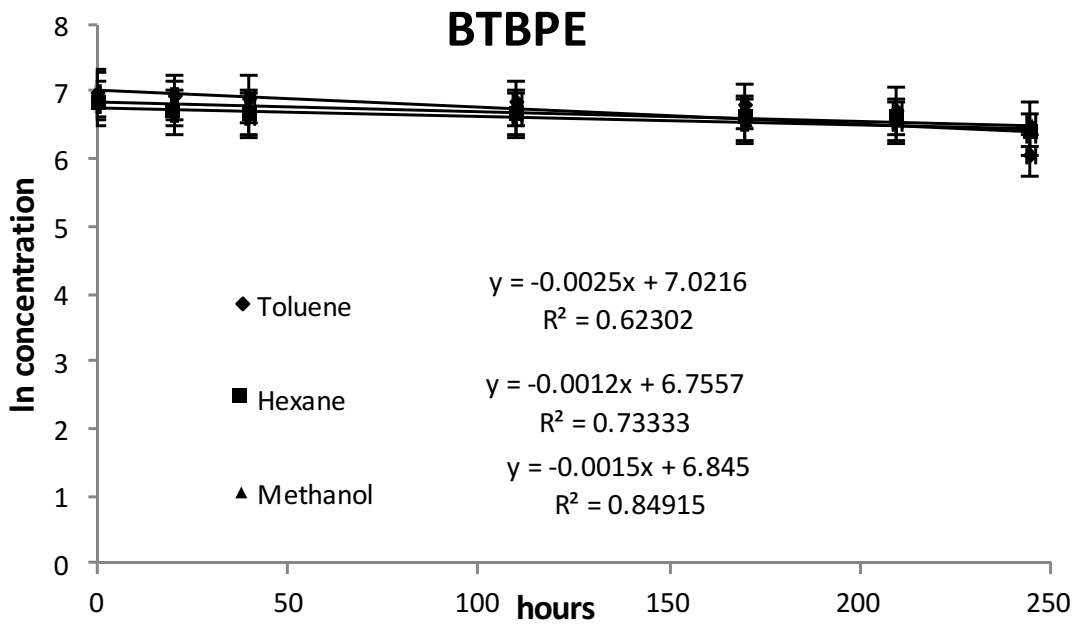 BTBPE
8
7
6
5
4
3
2
1
0
ln concentration
Toluene
y = -0.0025x + 7.0216
R² = 0.62302
Hexane
y = -0.0012x + 6.7557
R² = 0.73333
Methanol
y = -0.0015x + 6.845
R² = 0.84915
0 50 100 150 200 250
hours